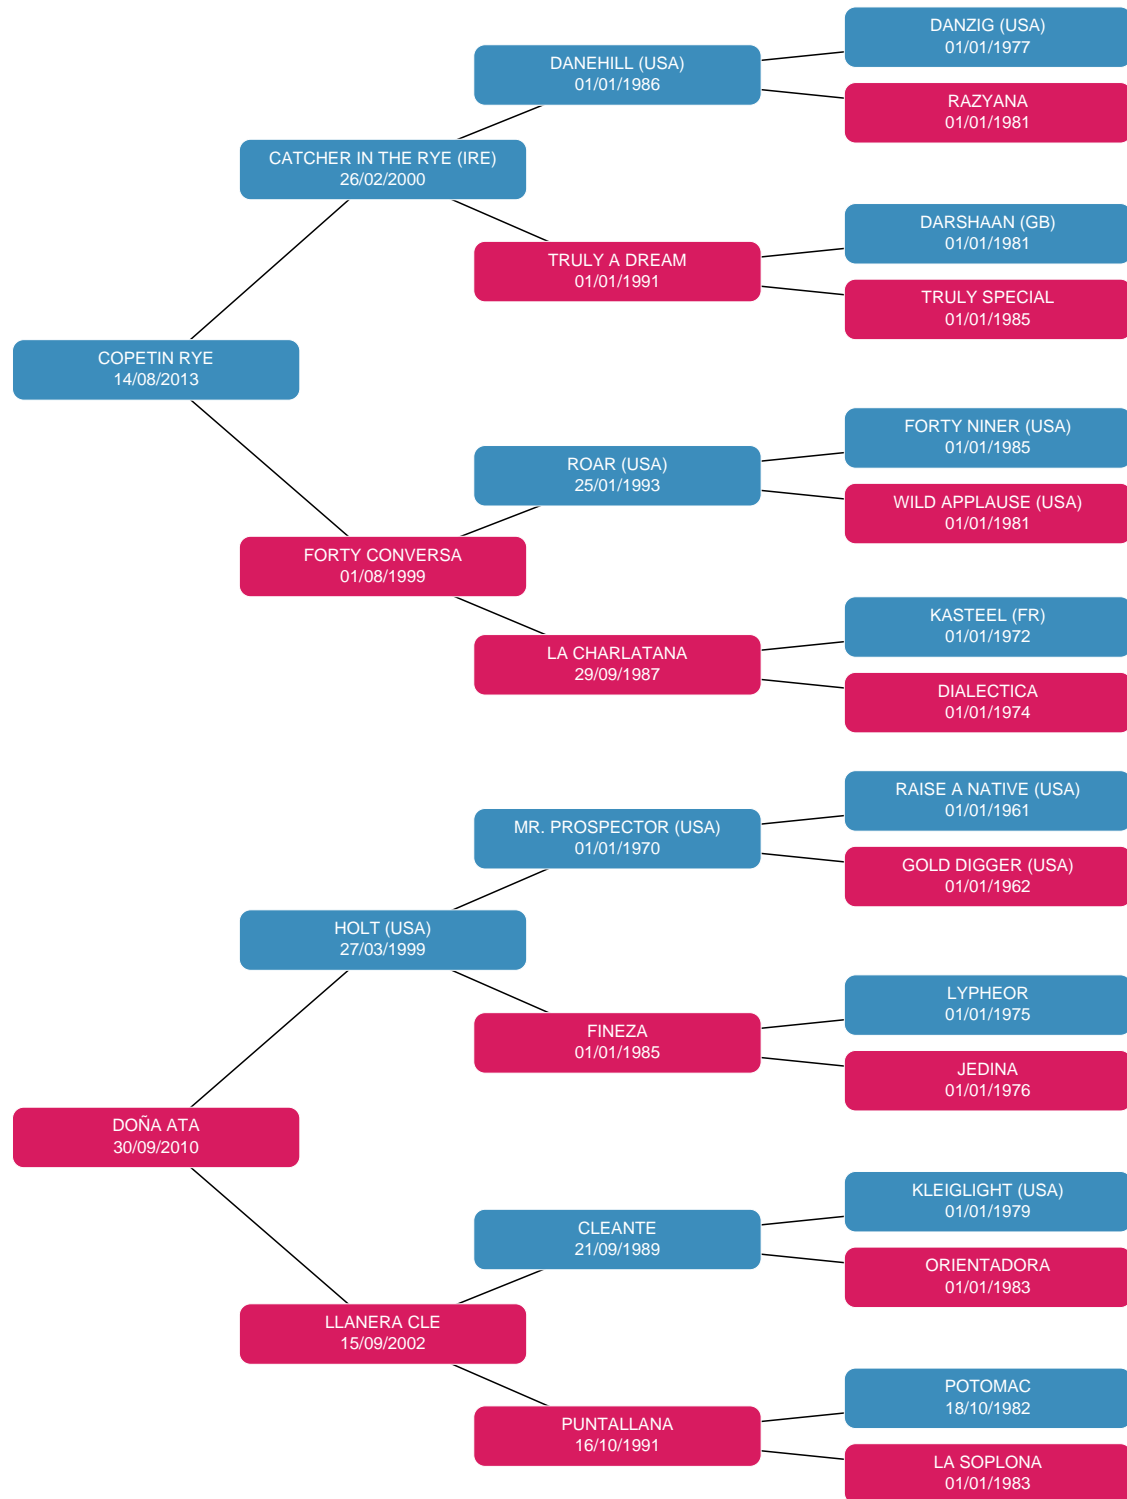 DANZIG (USA)
01/01/1977
DANEHILL (USA)
01/01/1986
RAZYANA
01/01/1981
CATCHER IN THE RYE (IRE)
26/02/2000
DARSHAAN (GB)
01/01/1981
TRULY A DREAM
01/01/1991
TRULY SPECIAL
01/01/1985
COPETIN RYE
14/08/2013
FORTY NINER (USA)
01/01/1985
ROAR (USA)
25/01/1993
WILD APPLAUSE (USA)
01/01/1981
FORTY CONVERSA
01/08/1999
KASTEEL (FR)
01/01/1972
LA CHARLATANA
29/09/1987
DIALECTICA
01/01/1974
RAISE A NATIVE (USA)
01/01/1961
MR. PROSPECTOR (USA)
01/01/1970
GOLD DIGGER (USA)
01/01/1962
HOLT (USA)
27/03/1999
LYPHEOR
01/01/1975
FINEZA
01/01/1985
JEDINA
01/01/1976
DOÑA ATA
30/09/2010
KLEIGLIGHT (USA)
01/01/1979
CLEANTE
21/09/1989
ORIENTADORA
01/01/1983
LLANERA CLE
15/09/2002
POTOMAC
18/10/1982
PUNTALLANA
16/10/1991
LA SOPLONA
01/01/1983